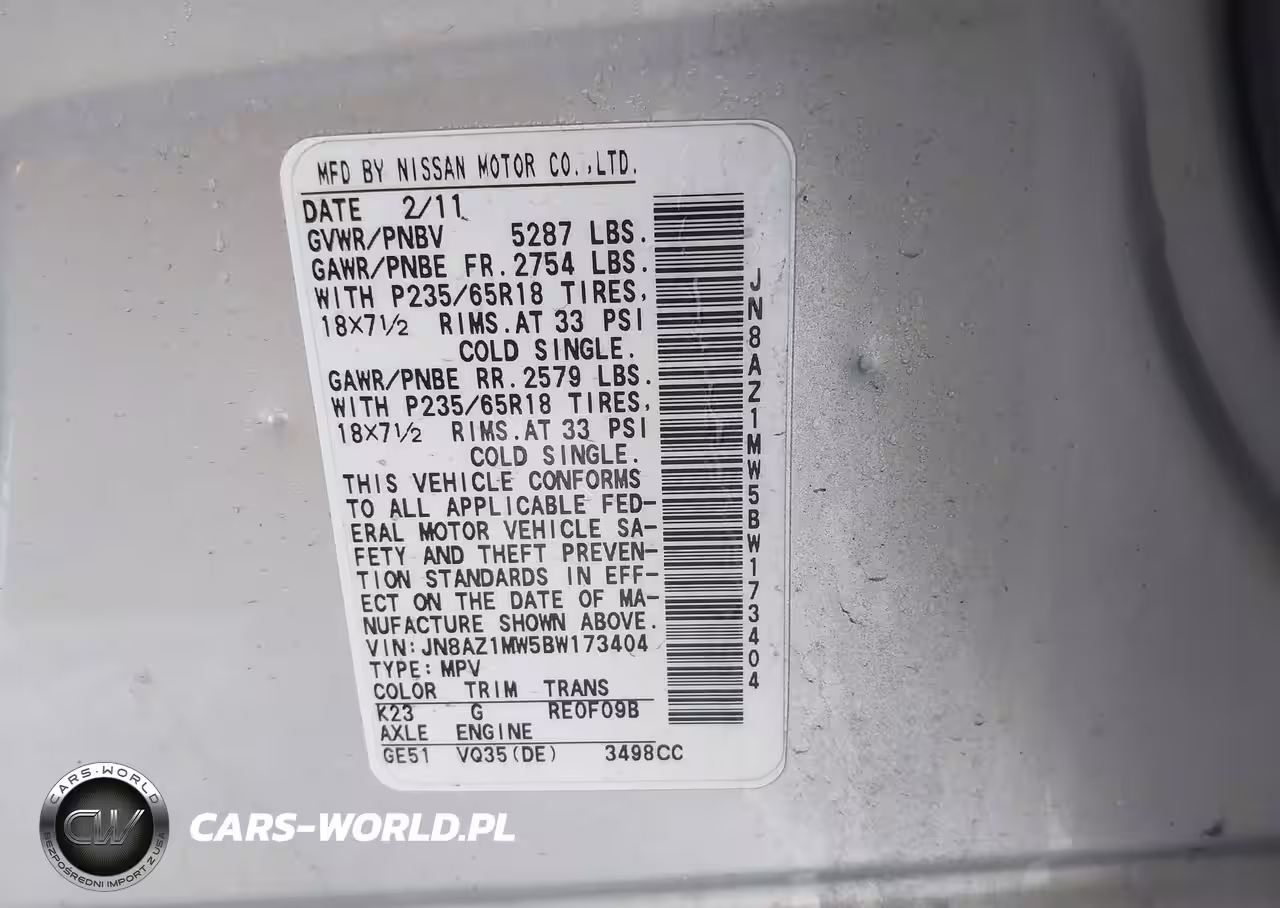 MFD BY NISSAN MOTOR CO.,LTD.
DATE 2/11
GVWR/PNBV 5287 LBS.
GAWR/PNBE FR. 2754 LBS.
WITH P235/65R18 TIRES,
18X7½ RIMS. AT 33 PSI
COLD SINGLE.
GAWR/PNBE RR. 2579 LBS.
WITH P235/65R18 TIRES,
18X7½ RIMS. AT 33 PSI
COLD SINGLE.
THIS VEHICLE CONFORMS
TO ALL APPLICABLE FED-
ERAL MOTOR VEHICLE SA-
FETY AND THEFT PREVEN-
TION STANDARDS IN EFF-
ECT ON THE DATE OF MA-
NUFACTURE SHOWN ABOVE.
VIN: JN8AZ1MW5BW173404
TYPE: MPV
COLOR TRIM TRANS
K23 G RE0F09B
AXLE ENGINE
GE51 VQ35(DE) 3498CC
JN8AZ1MW5BW173404
CARS-WORLD
CW
BEZPOŚREDNI IMPORT Z USA
CARS-WORLD.PL